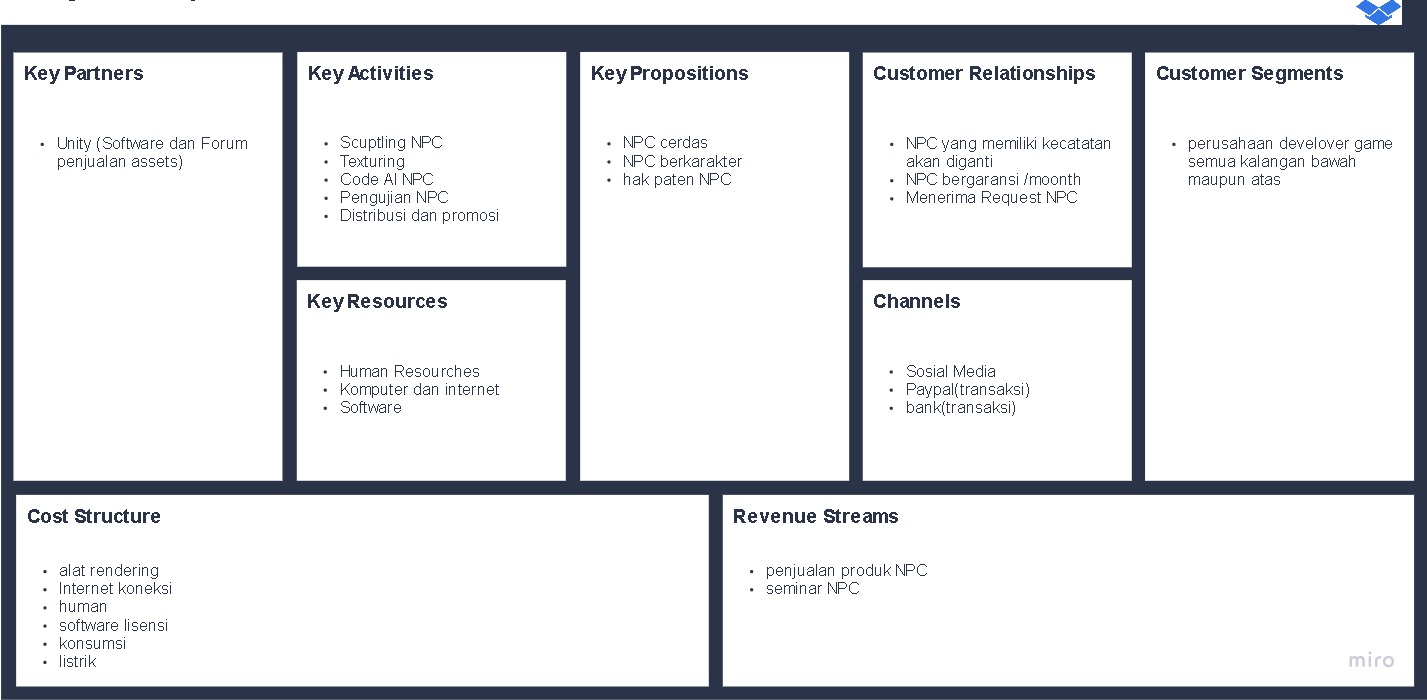 Key Partners
• Unity (Software dan Forum
penjualan assets)
Key Activities
• Scuptling NPC
• Texturing
• Code AI NPC
• Pengujian NPC
• Distribusi dan promosi
Key Resources
• Human Resourches
• Komputer dan internet
• Software
Key Propositions
• NPC cerdas
• NPC berkarakter
• hak paten NPC
Customer Relationships
• NPC yang memiliki kecatatan
akan diganti
• NPC bergaransi /moonth
• Menerima Request NPC
Channels
• Sosial Media
• Paypal(transaksi)
• bank(transaksi)
Customer Segments
• perusahaan develover game
semua kalangan bawah
maupun atas
Cost Structure
• alat rendering
• Internet koneksi
• human
• software lisensi
• konsumsi
• listrik
Revenue Streams
• penjualan produk NPC
• seminar NPC
miro